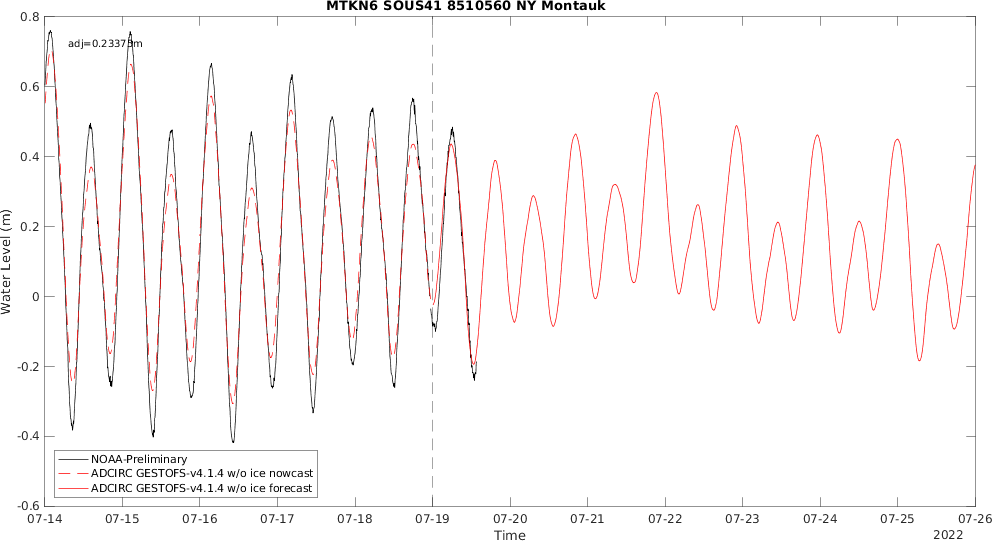 MTKN6 SOUS41 8510560 NY Montauk
0.8
adj=0.23379m
0.6
0.4
0.2
0
-0.2
-0.4
-0.6
Water Level (m)
NOAA-Preliminary
ADCIRC GESTOFS-v4.1.4 w/o ice nowcast
ADCIRC GESTOFS-v4.1.4 w/o ice forecast
07-14 07-15 07-16 07-17 07-18 07-19 07-20 07-21 07-22 07-23 07-24 07-25 07-26
Time
2022